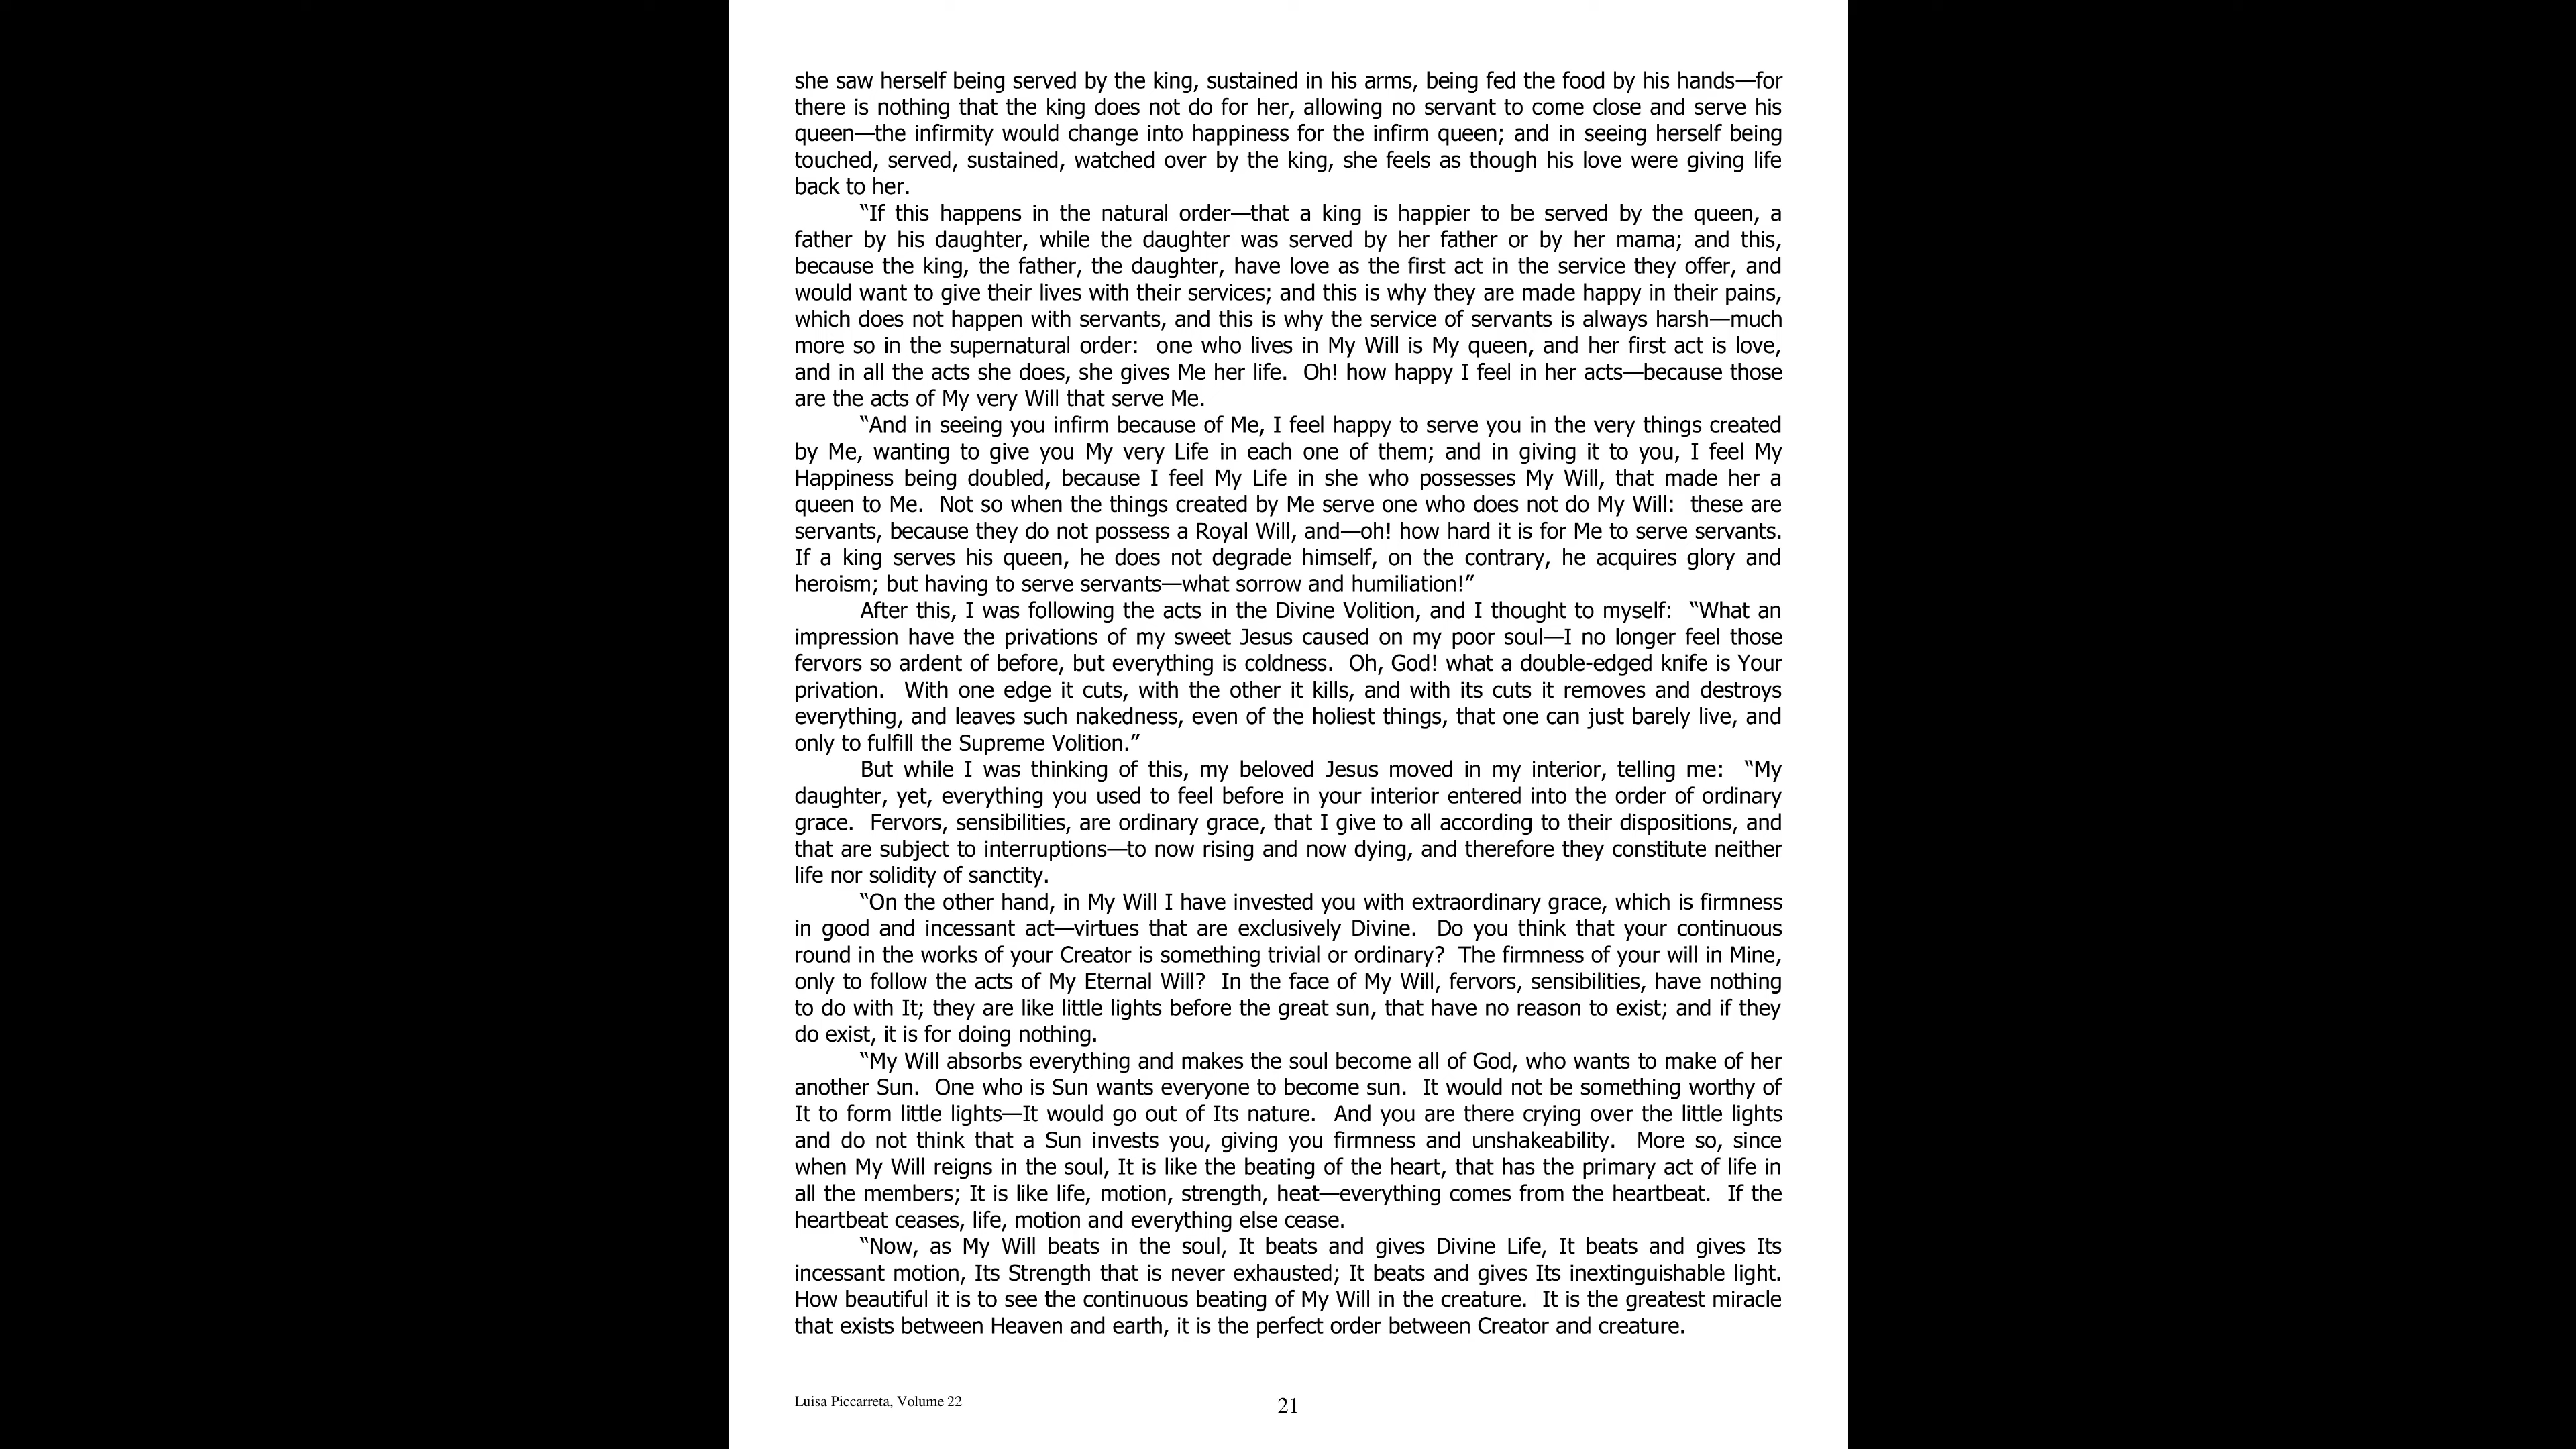 she saw herself being served by the king, sustained in his arms, being fed the food by his hands—for
there is nothing that the king does not do for her, allowing no servant to come close and serve his
queen—the infirmity would change into happiness for the infirm queen; and in seeing herself being
touched, served, sustained, watched over by the king, she feels as though his love were giving life
back to her.
“If this happens in the natural order—that a king is happier to be served by the queen, a
father by his daughter, while the daughter was served by her father or by her mama; and this,
because the king, the father, the daughter, have love as the first act in the service they offer, and
would want to give their lives with their services; and this is why they are made happy in their pains,
which does not happen with servants, and this is why the service of servants is always harsh—much
more so in the supernatural order:  one who lives in My Will is My queen, and her first act is love,
and in all the acts she does, she gives Me her life.  Oh! how happy I feel in her acts—because those
are the acts of My very Will that serve Me.
“And in seeing you infirm because of Me, I feel happy to serve you in the very things created
by Me, wanting to give you My very Life in each one of them; and in giving it to you, I feel My
Happiness being doubled, because I feel My Life in she who possesses My Will, that made her a
queen to Me.  Not so when the things created by Me serve one who does not do My Will:  these are
servants, because they do not possess a Royal Will, and—oh! how hard it is for Me to serve servants.
If a king serves his queen, he does not degrade himself, on the contrary, he acquires glory and
heroism; but having to serve servants—what sorrow and humiliation!”
After this, I was following the acts in the Divine Volition, and I thought to myself:  “What an
impression have the privations of my sweet Jesus caused on my poor soul—I no longer feel those
fervors so ardent of before, but everything is coldness.  Oh, God! what a double-edged knife is Your
privation.  With one edge it cuts, with the other it kills, and with its cuts it removes and destroys
everything, and leaves such nakedness, even of the holiest things, that one can just barely live, and
only to fulfill the Supreme Volition.”
But while I was thinking of this, my beloved Jesus moved in my interior, telling me:  “My
daughter, yet, everything you used to feel before in your interior entered into the order of ordinary
grace.  Fervors, sensibilities, are ordinary grace, that I give to all according to their dispositions, and
that are subject to interruptions—to now rising and now dying, and therefore they constitute neither
life nor solidity of sanctity.
“On the other hand, in My Will I have invested you with extraordinary grace, which is firmness
in good and incessant act—virtues that are exclusively Divine.  Do you think that your continuous
round in the works of your Creator is something trivial or ordinary?  The firmness of your will in Mine,
only to follow the acts of My Eternal Will?  In the face of My Will, fervors, sensibilities, have nothing
to do with It; they are like little lights before the great sun, that have no reason to exist; and if they
do exist, it is for doing nothing.
“My Will absorbs everything and makes the soul become all of God, who wants to make of her
another Sun.  One who is Sun wants everyone to become sun.  It would not be something worthy of
It to form little lights—It would go out of Its nature.  And you are there crying over the little lights
and do not think that a Sun invests you, giving you firmness and unshakeability.  More so, since
when My Will reigns in the soul, It is like the beating of the heart, that has the primary act of life in
all the members; It is like life, motion, strength, heat—everything comes from the heartbeat.  If the
heartbeat ceases, life, motion and everything else cease.
“Now, as My Will beats in the soul, It beats and gives Divine Life, It beats and gives Its
incessant motion, Its Strength that is never exhausted; It beats and gives Its inextinguishable light.
How beautiful it is to see the continuous beating of My Will in the creature.  It is the greatest miracle
that exists between Heaven and earth, it is the perfect order between Creator and creature.
Luisa Piccarreta, Volume 22
21